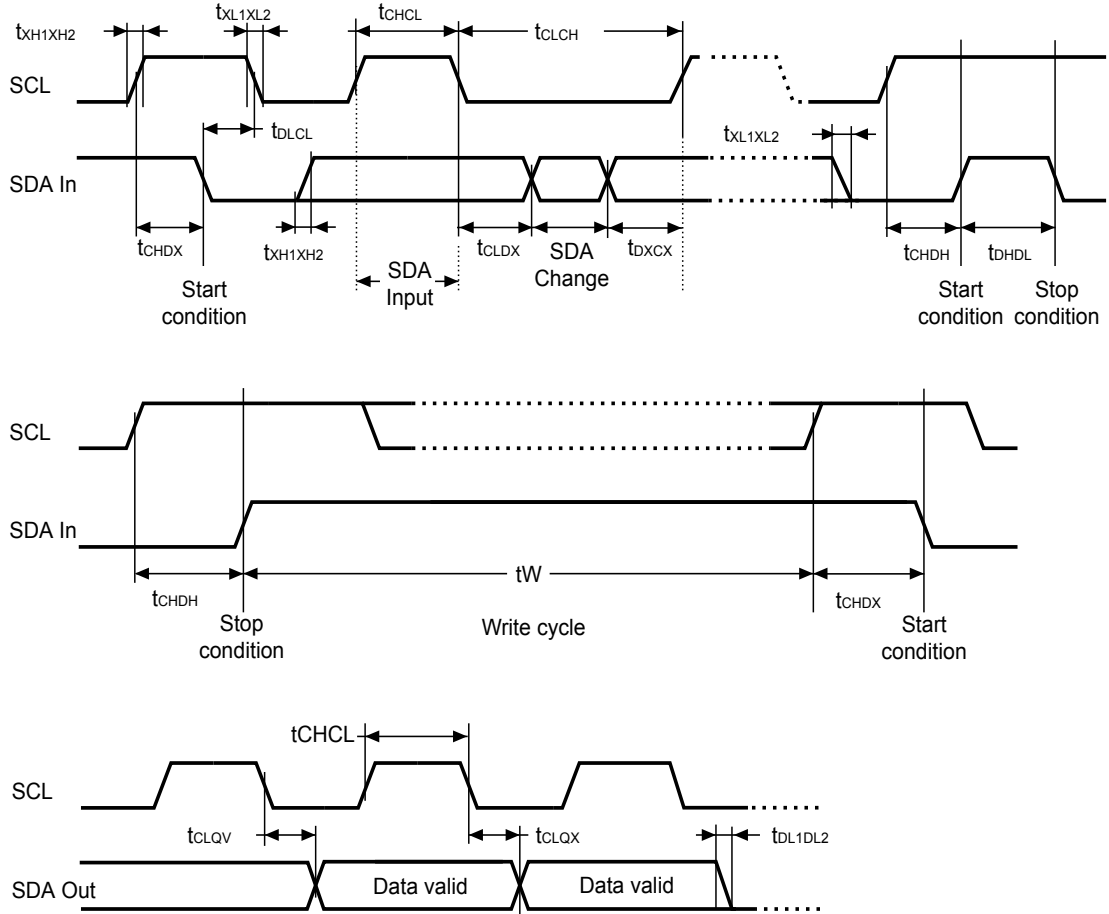 tXH1XH2
tXL1XL2
tCHCL
tCLCH
SCL
tDLCL
tXL1XL2
SDA In
tCHDX
tXH1XH2
tCLDX
SDA
Change
tDXCX
tCHDH
tDHDL
SDA
Input
Start
condition
Start
condition
Stop
condition
SCL
SDA In
tCHDH
tW
tCHDX
Stop
condition
Write cycle
Start
condition
tCHCL
SCL
tCLQV
tCLQX
tDL1DL2
SDA Out
Data valid
Data valid